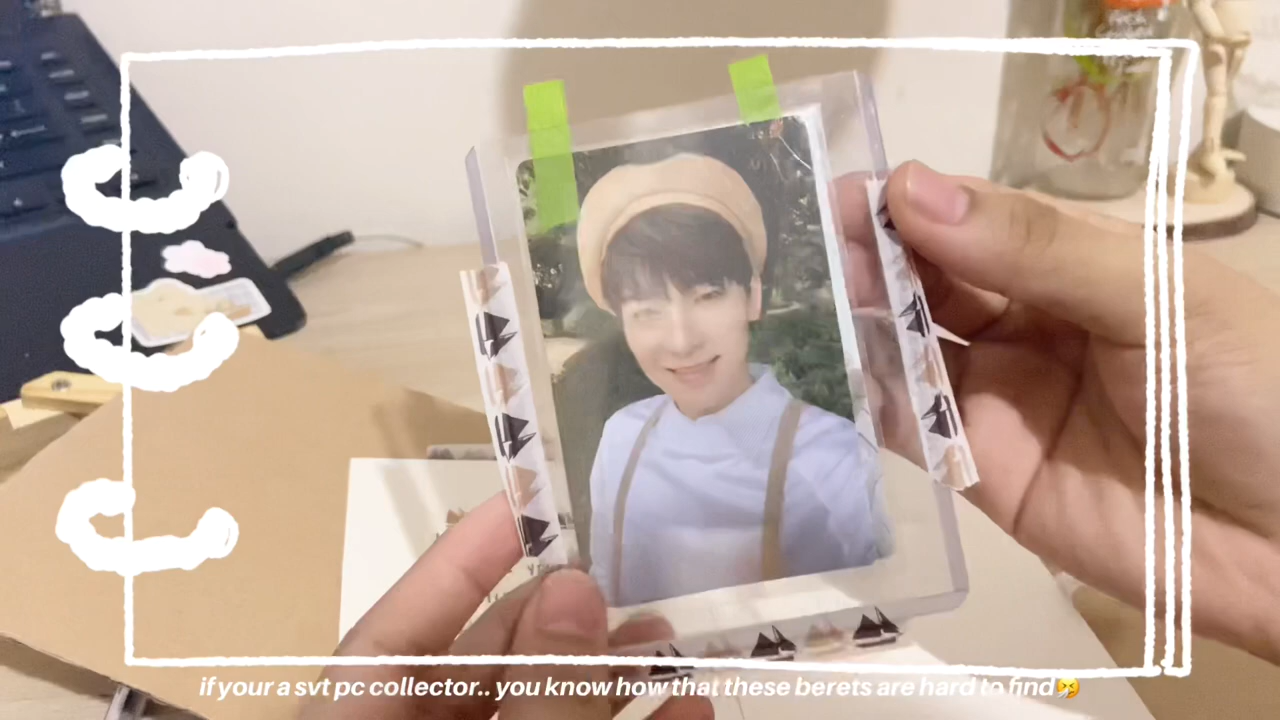 if your a svt pc collector.. you know how that these berets are hard to find🤧